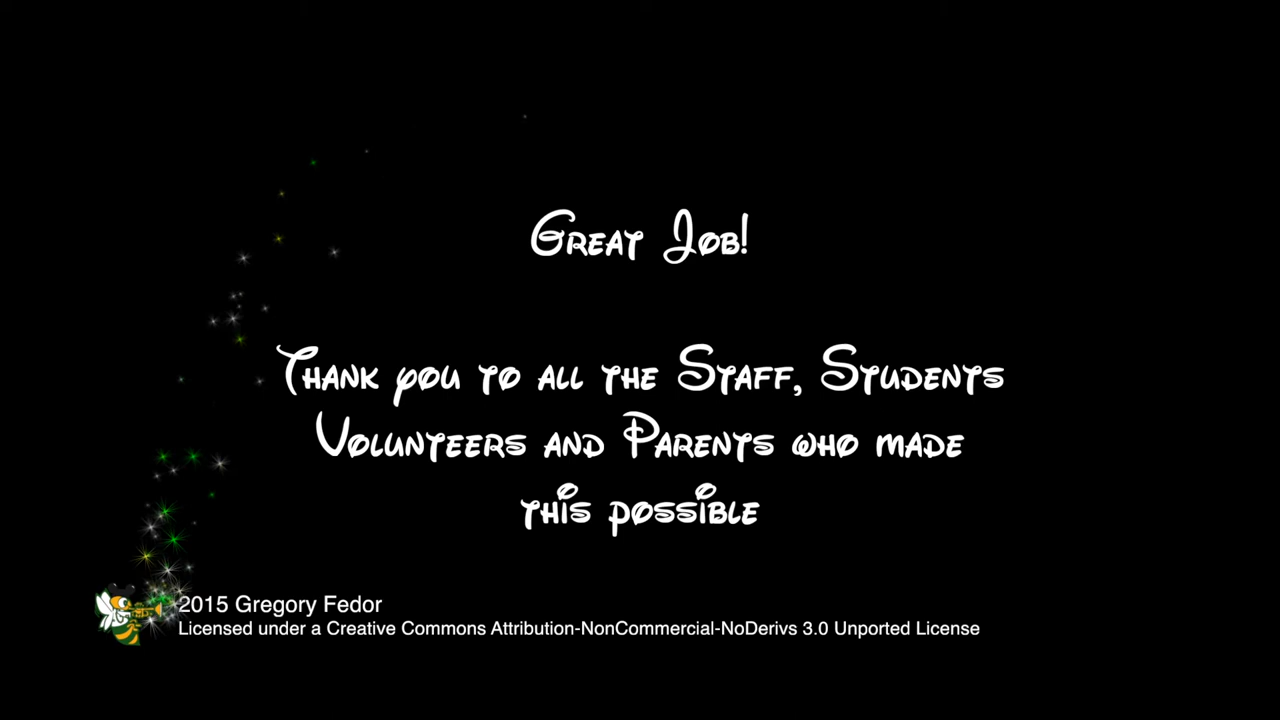 Great Job!
Thank you to all the Staff, Students
Volunteers and Parents who made
this possible
2015 Gregory Fedor
Licensed under a Creative Commons Attribution-NonCommercial-NoDerivs 3.0 Unported License